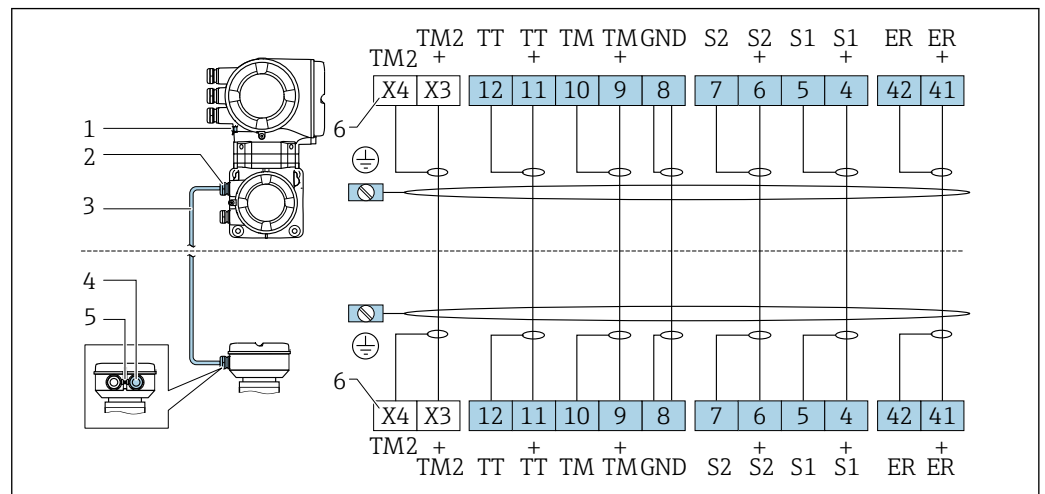 TM2 TT TT TM TM GND S2 S2 S1 S1 ER ER
TM2 + + + + + +
X4 X3 12 11 10 9 8 7 6 5 4 42 41
6
1
2
3
4
5
6
X4 X3 12 11 10 9 8 7 6 5 4 42 41
TM2 + + + + + +
TM2 TT TT TM TM GND S2 S2 S1 S1 ER ER